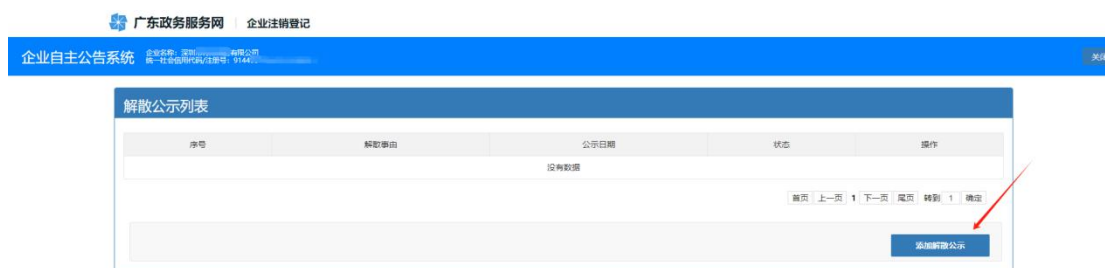 广东政务服务网 企业注销登记
企业自主公告系统
企业名称：深圳 有限公司
统一社会信用代码/注册号：9144
关闭
解散公示列表
序号 解散事由 公示日期 状态 操作
没有数据
首页 上一页 1 下一页 尾页 转到 1 确定
添加解散公示